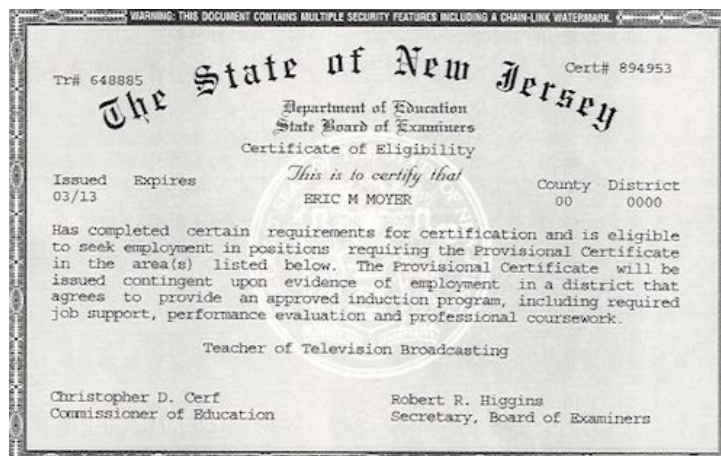 WARNING: THIS DOCUMENT CONTAINS MULTIPLE SECURITY FEATURES INCLUDING A CHAIN-LINK WATERMARK.
Tr# 648885
Cert# 894953
The State of New Jersey
Department of Education
State Board of Examiners
Certificate of Eligibility
This is to certify that
Issued Expires
County District
03/13
ERIC M MOYER
00 0000
Has completed certain requirements for certification and is eligible
to seek employment in positions requiring the Provisional Certificate
in the area(s) listed below. The Provisional Certificate will be
issued contingent upon evidence of employment in a district that
agrees to provide an approved induction program, including required
job support, performance evaluation and professional coursework.
Teacher of Television Broadcasting
Christopher D. Cerf
Commissioner of Education
Robert R. Higgins
Secretary, Board of Examiners